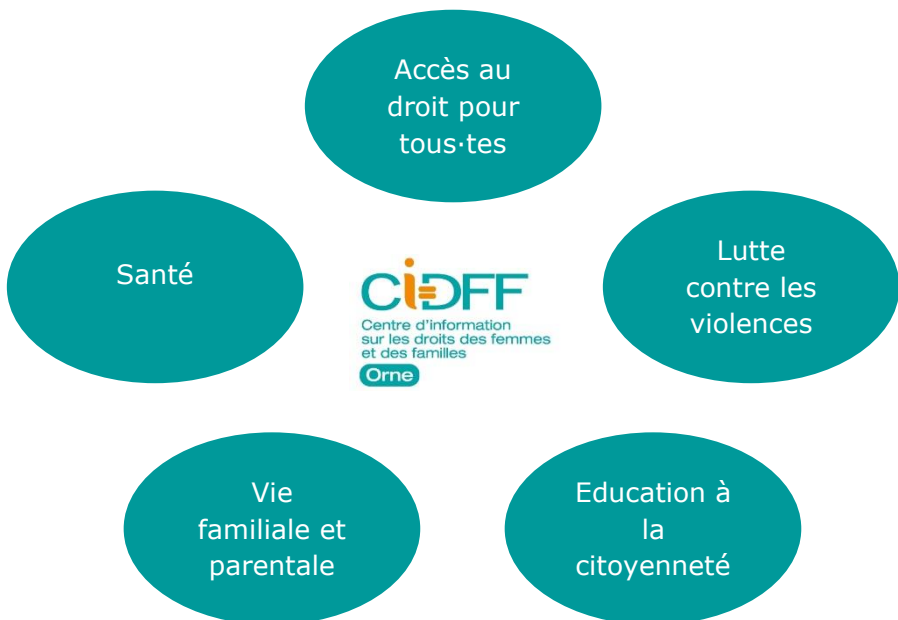 Accès au
droit pour
tous·tes
Santé
Lutte
contre les
violences
CiDFF
Centre d'information
sur les droits des femmes
et des familles
Orne
Vie
familiale et
parentale
Education à
la
citoyenneté